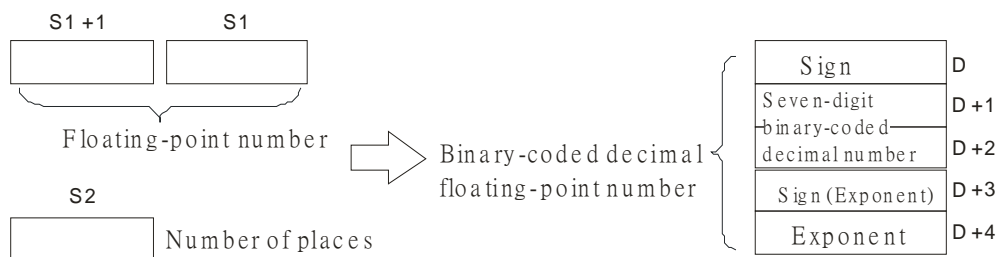 S1 +1 S1
Floating-point number
S2
Number of places
Binary-coded decimal
floating-point number
Sign D
Seven-digit D +1
binary-coded
decimal number D +2
Sign (Exponent) D +3
Exponent D +4